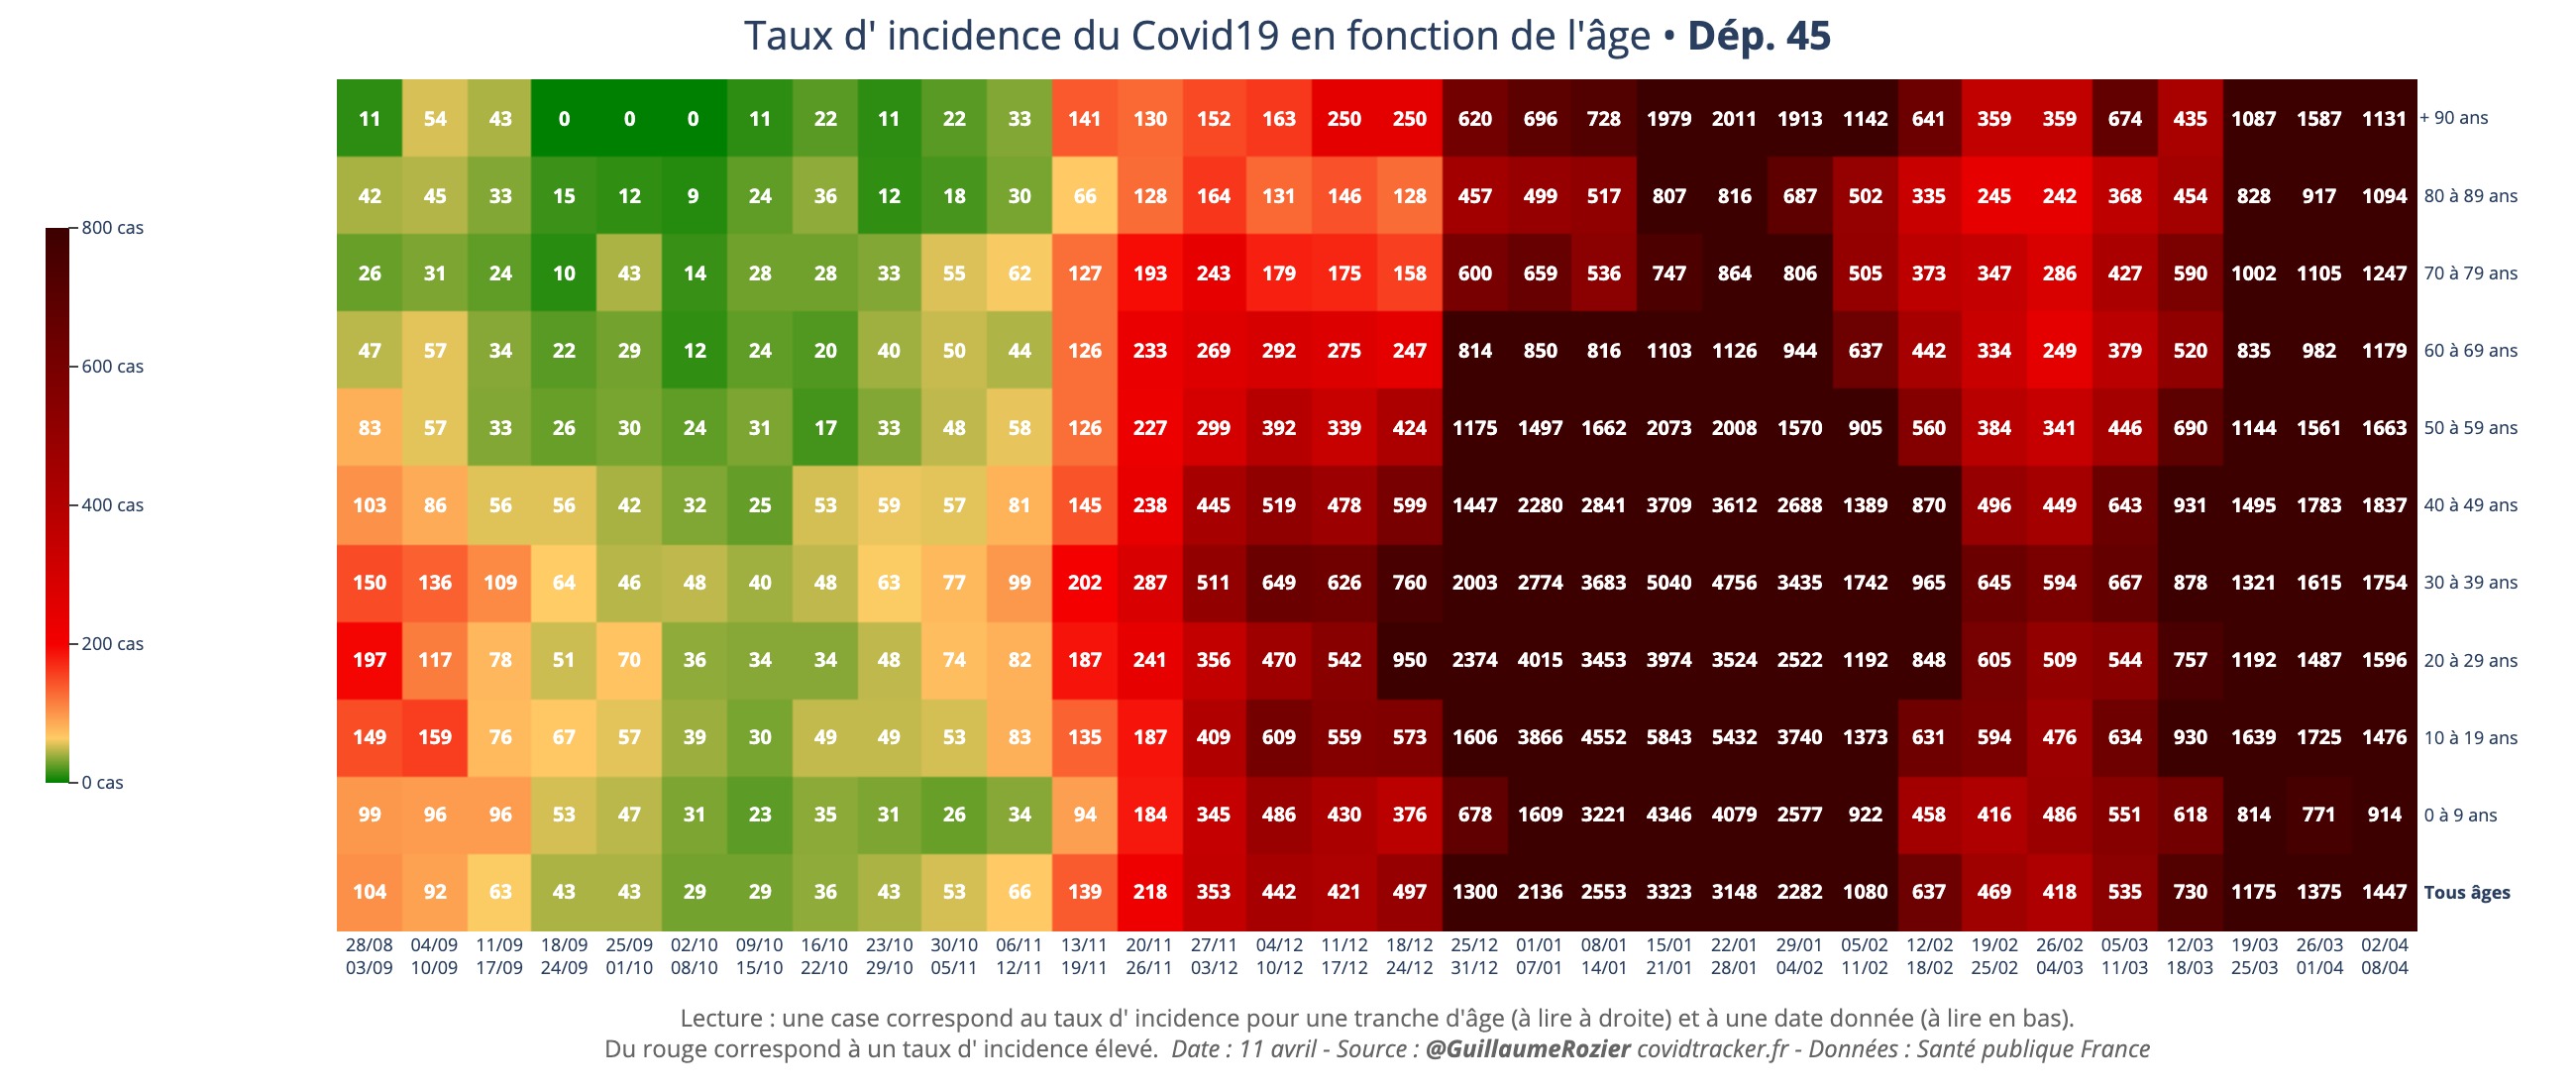 Taux d' incidence du Covid19 en fonction de l'âge • Dép. 45
11 54 43 0 0 0 11 22 11 22 33 141 130 152 163 250 250 620 696 728 1979 2011 1913 1142 641 359 359 674 435 1087 1587 1131 + 90 ans
42 45 33 15 12 9 24 36 12 18 30 66 128 164 131 146 128 457 499 517 807 816 687 502 335 245 242 368 454 828 917 1094 80 à 89 ans
800 cas
26 31 24 10 43 14 28 28 33 55 62 127 193 243 179 175 158 600 659 536 747 864 806 505 373 347 286 427 590 1002 1105 1247 70 à 79 ans
47 57 34 22 29 12 24 20 40 50 44 126 233 269 292 275 247 814 850 816 1103 1126 944 637 442 334 249 379 520 835 982 1179 60 à 69 ans
600 cas
83 57 33 26 30 24 31 17 33 48 58 126 227 299 392 339 424 1175 1497 1662 2073 2008 1570 905 560 384 341 446 690 1144 1561 1663 50 à 59 ans
400 cas
103 86 56 56 42 32 25 53 59 57 81 145 238 445 519 478 599 1447 2280 2841 3709 3612 2688 1389 870 496 449 643 931 1495 1783 1837 40 à 49 ans
150 136 109 64 46 48 40 48 63 77 99 202 287 511 649 626 760 2003 2774 3683 5040 4756 3435 1742 965 645 594 667 878 1321 1615 1754 30 à 39 ans
200 cas
197 117 78 51 70 36 34 34 48 74 82 187 241 356 470 542 950 2374 4015 3453 3974 3524 2522 1192 848 605 509 544 757 1192 1487 1596 20 à 29 ans
149 159 76 67 57 39 30 49 49 53 83 135 187 409 609 559 573 1606 3866 4552 5843 5432 3740 1373 631 594 476 634 930 1639 1725 1476 10 à 19 ans
0 cas
99 96 96 53 47 31 23 35 31 26 34 94 184 345 486 430 376 678 1609 3221 4346 4079 2577 922 458 416 486 551 618 814 771 914 0 à 9 ans
104 92 63 43 43 29 29 36 43 53 66 139 218 353 442 421 497 1300 2136 2553 3323 3148 2282 1080 637 469 418 535 730 1175 1375 1447 Tous âges
28/08 04/09 11/09 18/09 25/09 02/10 09/10 16/10 23/10 30/10 06/11 13/11 20/11 27/11 04/12 11/12 18/12 25/12 01/01 08/01 15/01 22/01 29/01 05/02 12/02 19/02 26/02 05/03 12/03 19/03 26/03 02/04
03/09 10/09 17/09 24/09 01/10 08/10 15/10 22/10 29/10 05/11 12/11 19/11 26/11 03/12 10/12 17/12 24/12 31/12 07/01 14/01 21/01 28/01 04/02 11/02 18/02 25/02 04/03 11/03 18/03 25/03 01/04 08/04
Lecture : une case correspond au taux d' incidence pour une tranche d'âge (à lire à droite) et à une date donnée (à lire en bas).
Du rouge correspond à un taux d' incidence élevé. Date : 11 avril - Source : @GuillaumeRozier covidtracker.fr - Données : Santé publique France